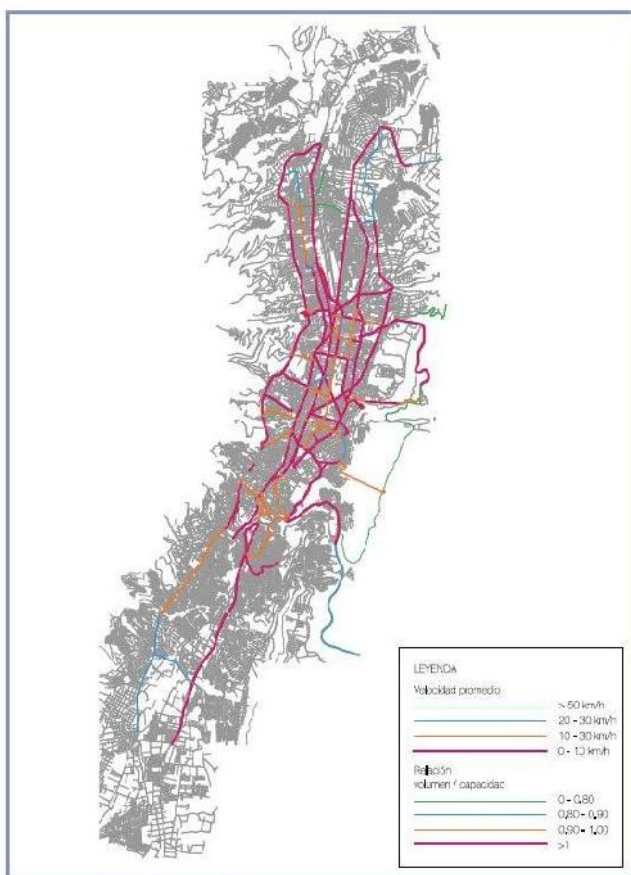 LEYENDA
Velocidad promedio
> 50 km/h
20 - 30 km/h
10 - 30 km/h
0 - 10 km/h
Relación
volumen / capacidad
0 - 0.80
0.80 - 0.90
0.90 - 1.00
>1